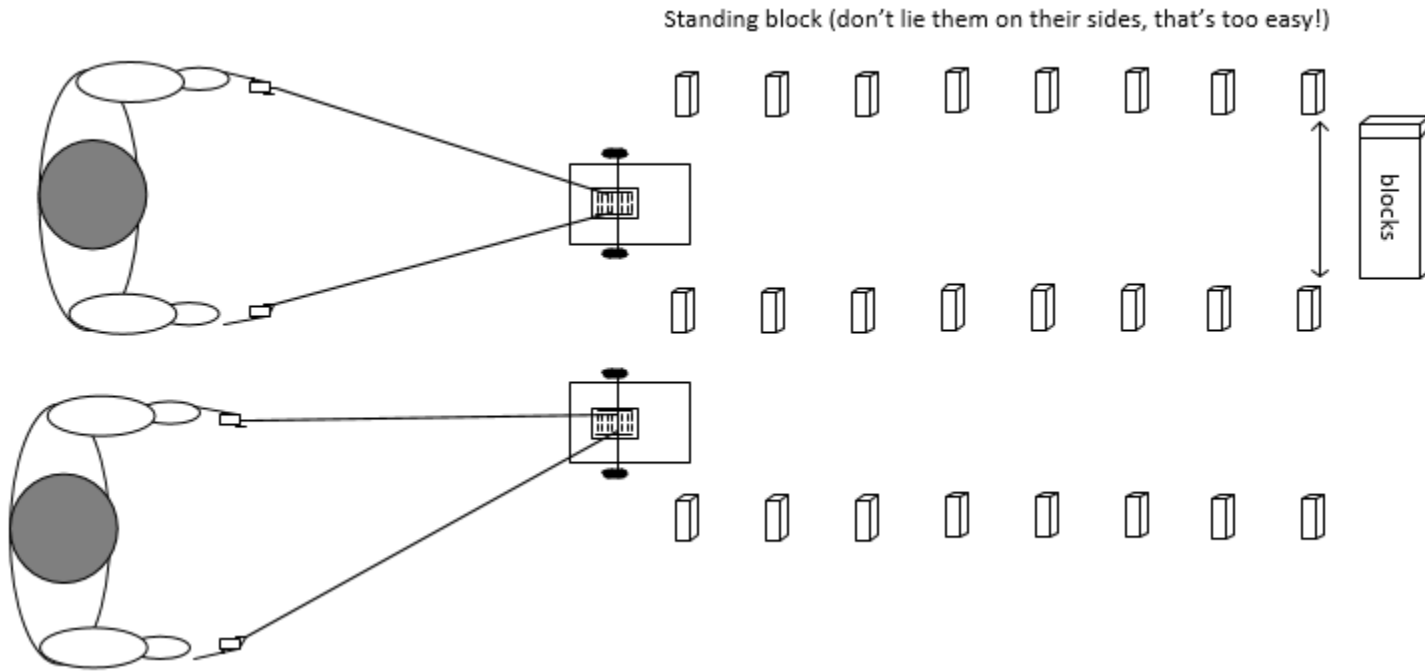 Standing block (don’t lie them on their sides, that’s too easy!)
blocks